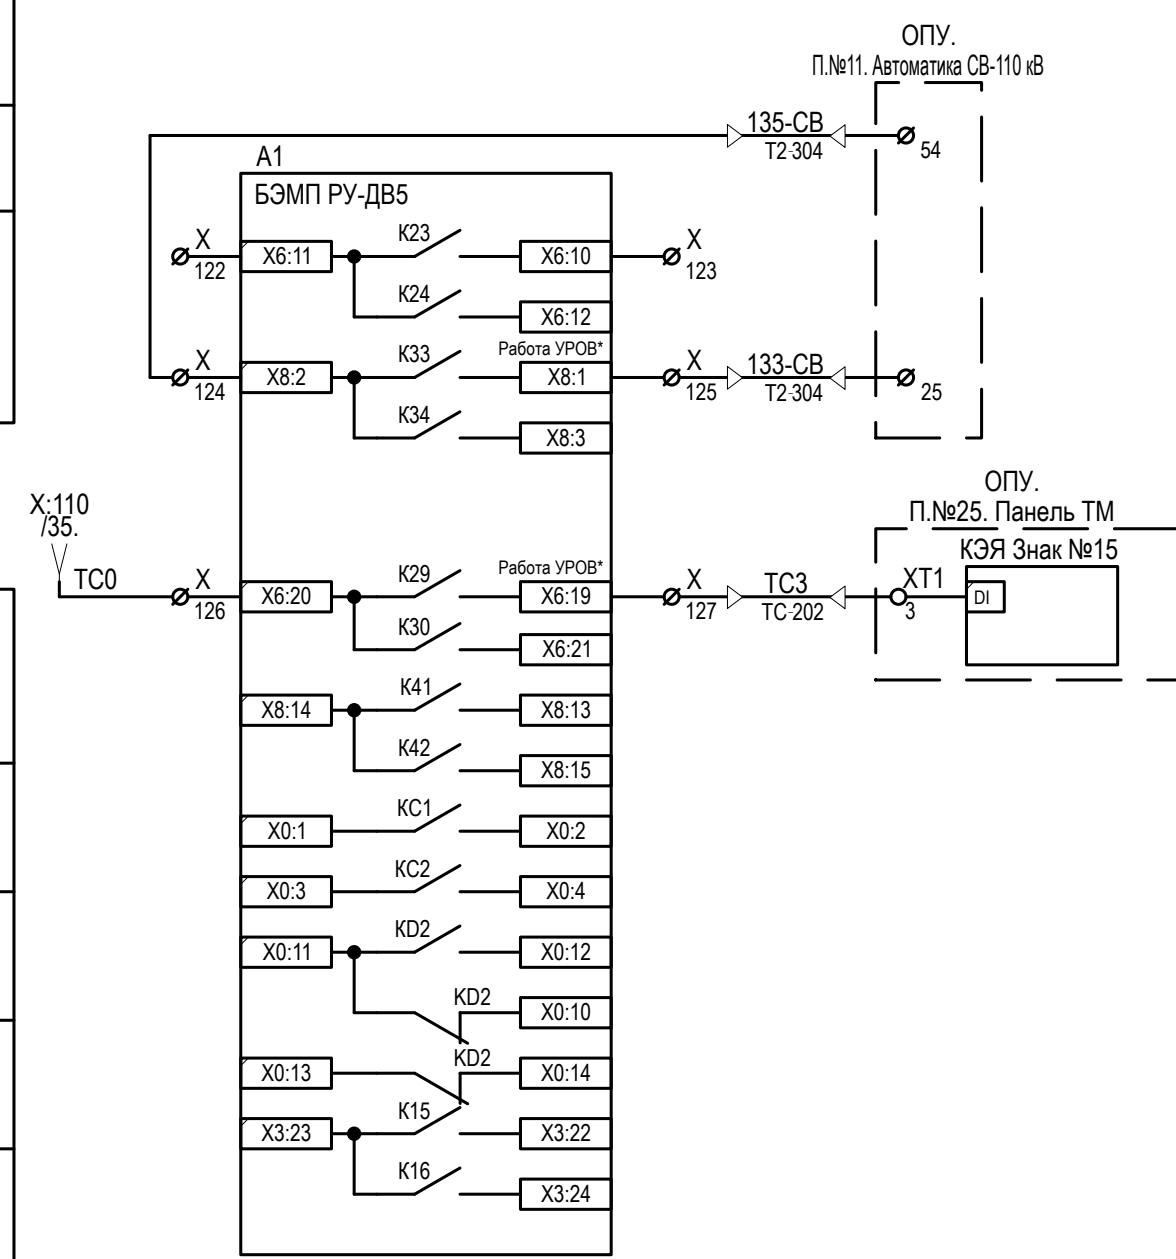 ОПУ.
П.№11. Автоматика СВ-110 кВ
135-СВ
Т2-304
54
А1
БЭМП РУ-ДВ5
X
122
X6:11
К23
X6:10
X
123
К24
X6:12
Работа УРОВ*
X
124
X8:2
К33
X8:1
X
125
133-СВ
Т2-304
25
К34
X8:3
X:110
/35.
ТС0
X
126
Работа УРОВ*
X6:20
К29
X6:19
X
127
ТС3
ТС-202
ОПУ.
П.№25. Панель ТМ
КЭЯ Знак №15
XT1
3
DI
К30
X6:21
X8:14
К41
X8:13
К42
X8:15
X0:1
КС1
X0:2
X0:3
КС2
X0:4
X0:11
KD2
X0:12
KD2
X0:10
X0:13
KD2
X0:14
X3:23
К15
X3:22
К16
X3:24